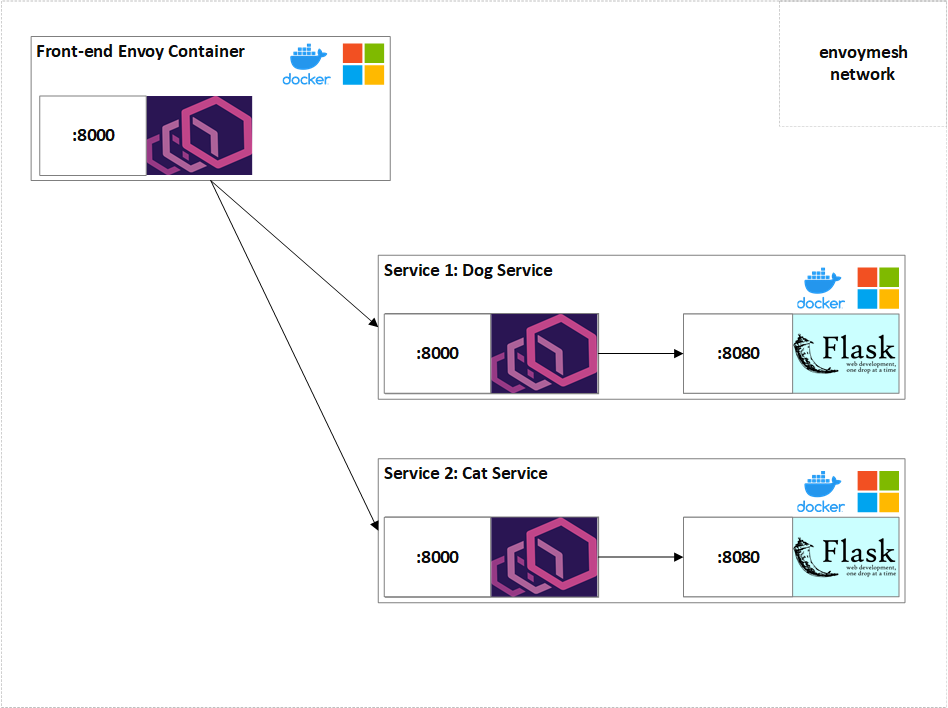 Front-end Envoy Container
docker
:8000
envoymesh
network
Service 1: Dog Service
docker
:8000
:8080
Flask
web development,
one drop at a time
Service 2: Cat Service
docker
:8000
:8080
Flask
web development,
one drop at a time